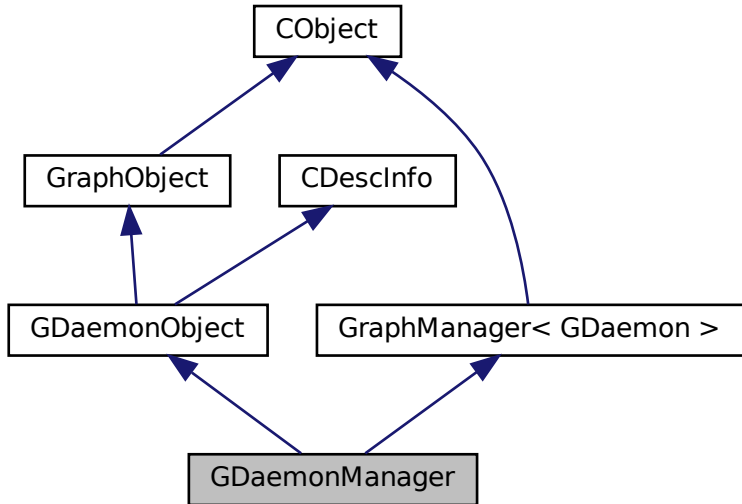 CObject
GraphObject
CDescInfo
GDaemonObject
GraphManager< GDaemon >
GDaemonManager